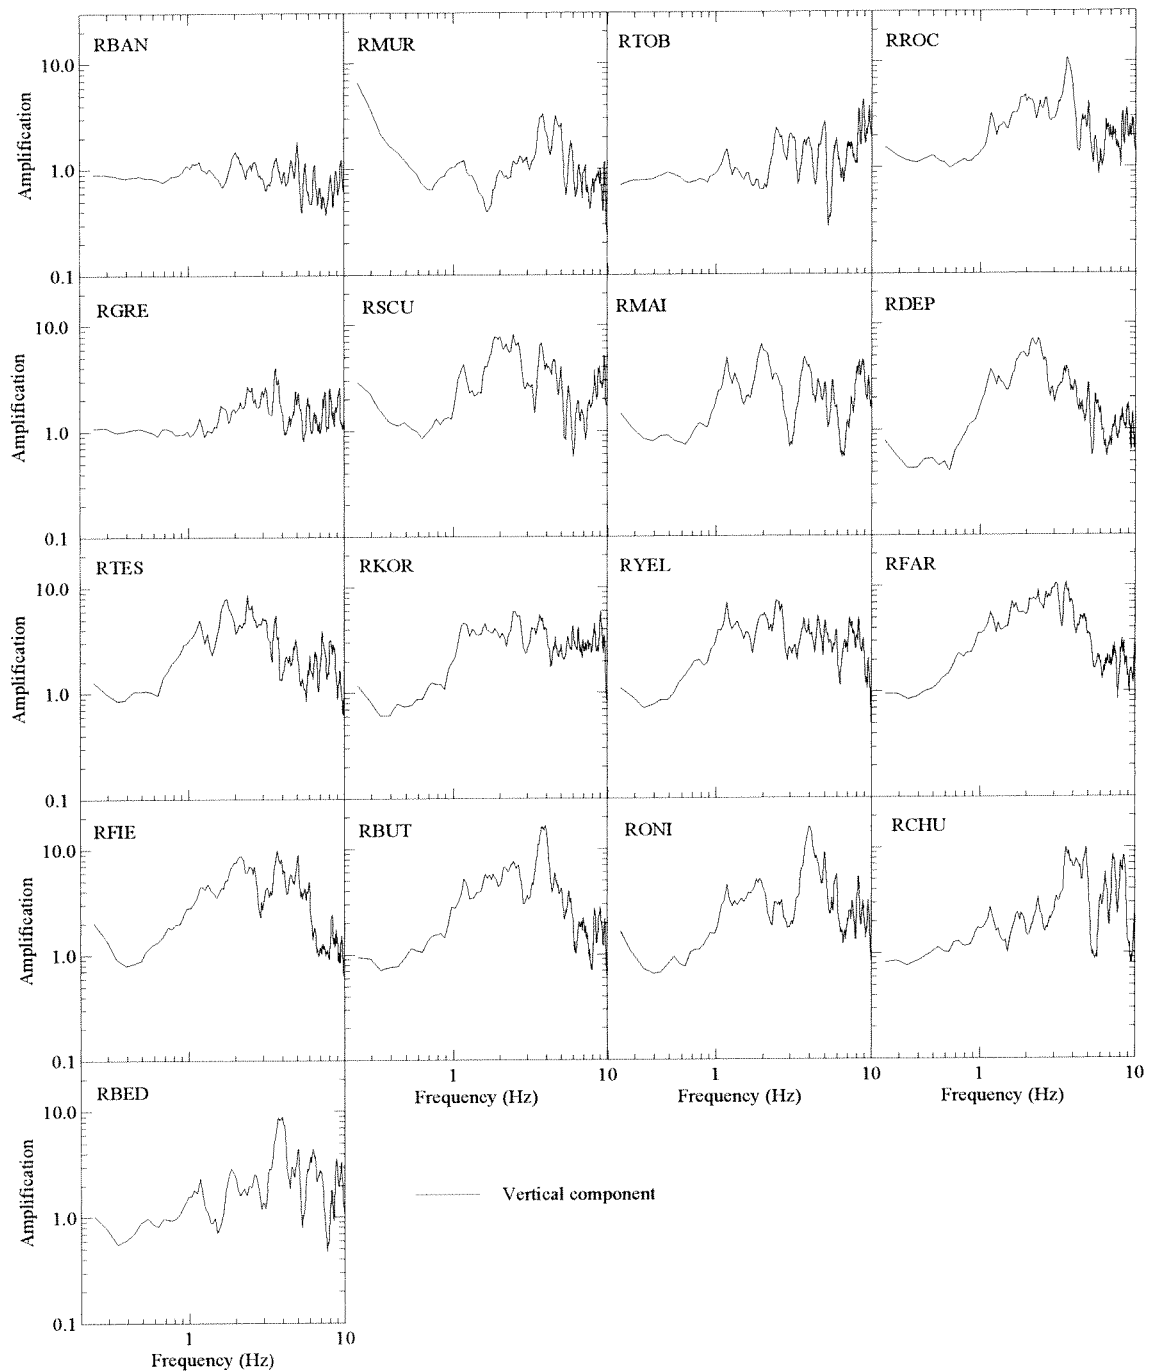 RBAN RMUR RTOB RROC
10.0
Amplification
1.0
0.1
RGRE RSCU RMAI RDEP
10.0
Amplification
1.0
0.1
RTES RKOR RYEL RFAR
10.0
Amplification
1.0
0.1
RFIE RBUT RONI RCHU
10.0
Amplification
1.0
0.1
1 10 1 10 1 10
Frequency (Hz) Frequency (Hz) Frequency (Hz)
RBED
10.0
Amplification
1.0
0.1
1 10
Frequency (Hz)
Vertical component